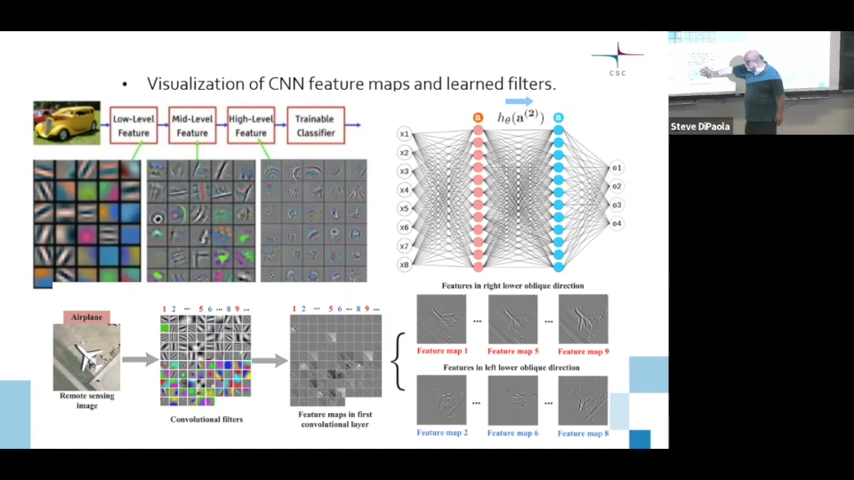 CSC
• Visualization of CNN feature maps and learned filters.
Low-Level
Feature
Mid-Level
Feature
High-Level
Feature
Trainable
Classifier
B
B
hθ(a(2))
x1
x2
x3
x4
x5
x6
x7
x8
o1
o2
o3
o4
Steve DiPaola
Airplane
Remote sensing
image
1 2 ... 5 6 ... 8 9 ...
Convolutional filters
1 2 ... 5 6 ... 8 9 ...
Feature maps in first
convolutional layer
Features in right lower oblique direction
Feature map 1
...
Feature map 5
...
Feature map 9
Features in left lower oblique direction
Feature map 2
...
Feature map 6
...
Feature map 8